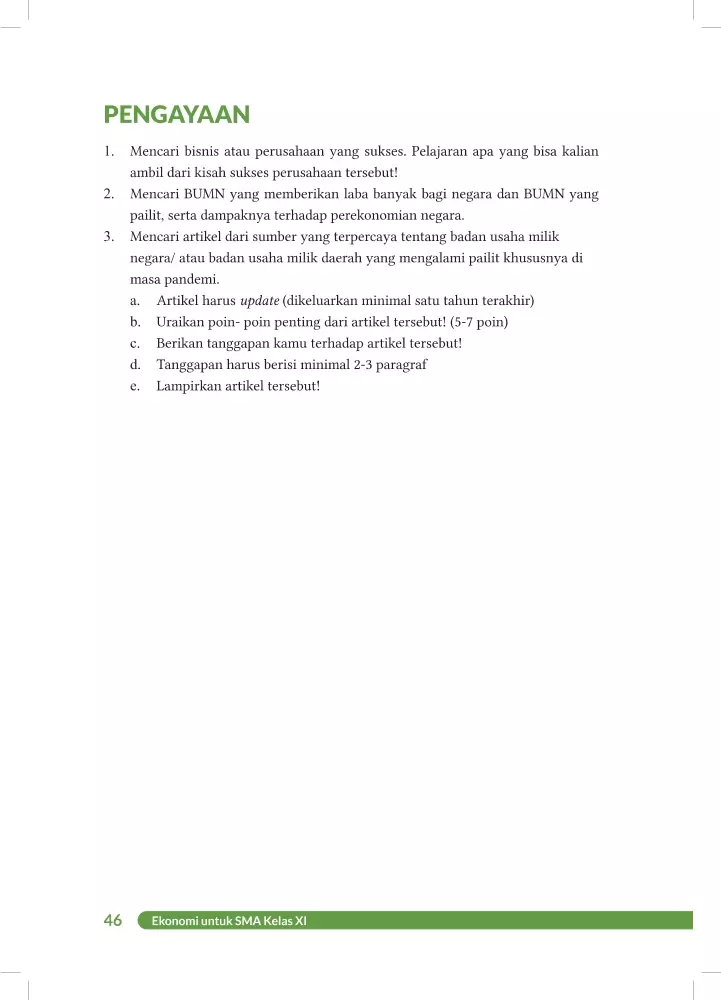 PENGAYAAN
1. Mencari bisnis atau perusahaan yang sukses. Pelajaran apa yang bisa kalian
ambil dari kisah sukses perusahaan tersebut!
2. Mencari BUMN yang memberikan laba banyak bagi negara dan BUMN yang
pailit, serta dampaknya terhadap perekonomian negara.
3. Mencari artikel dari sumber yang terpercaya tentang badan usaha milik
negara/ atau badan usaha milik daerah yang mengalami pailit khususnya di
masa pandemi.
a. Artikel harus update (dikeluarkan minimal satu tahun terakhir)
b. Uraikan poin- poin penting dari artikel tersebut! (5-7 poin)
c. Berikan tanggapan kamu terhadap artikel tersebut!
d. Tanggapan harus berisi minimal 2-3 paragraf
e. Lampirkan artikel tersebut!
46 Ekonomi untuk SMA Kelas XI